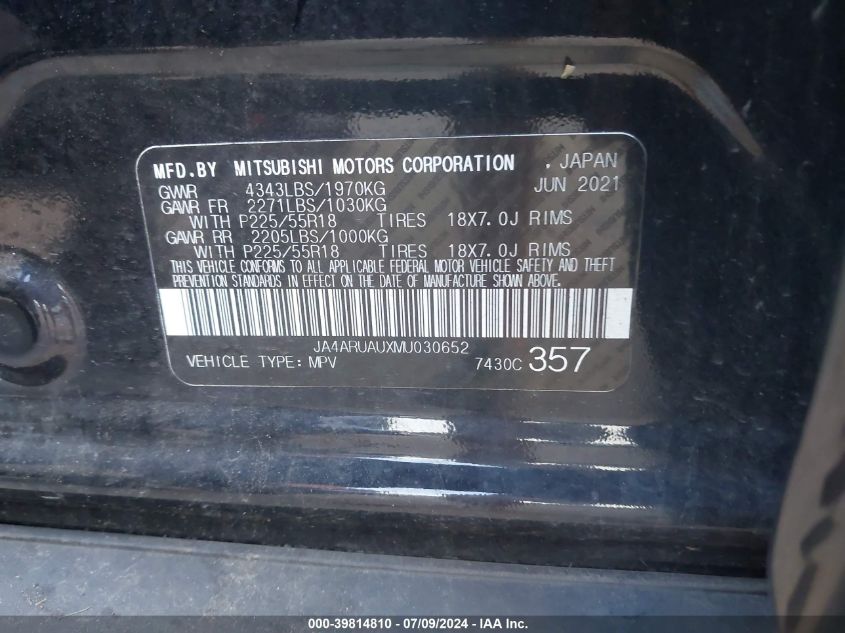 MFD.BY MITSUBISHI MOTORS CORPORATION , JAPAN
GVWR 4343LBS/1970KG JUN 2021
GAWR FR 2271LBS/1030KG
WITH P225/55R18 TIRES 18X7.0J RIMS
GAWR RR 2205LBS/1000KG
WITH P225/55R18 TIRES 18X7.0J RIMS
THIS VEHICLE CONFORMS TO ALL APPLICABLE FEDERAL MOTOR VEHICLE SAFETY AND THEFT
PREVENTION STANDARDS IN EFFECT ON THE DATE OF MANUFACTURE SHOWN ABOVE.
JA4ARUAUXMU030652
VEHICLE TYPE: MPV 7430C 357
000-39814810 / 07/09/2024 - IAAI.com